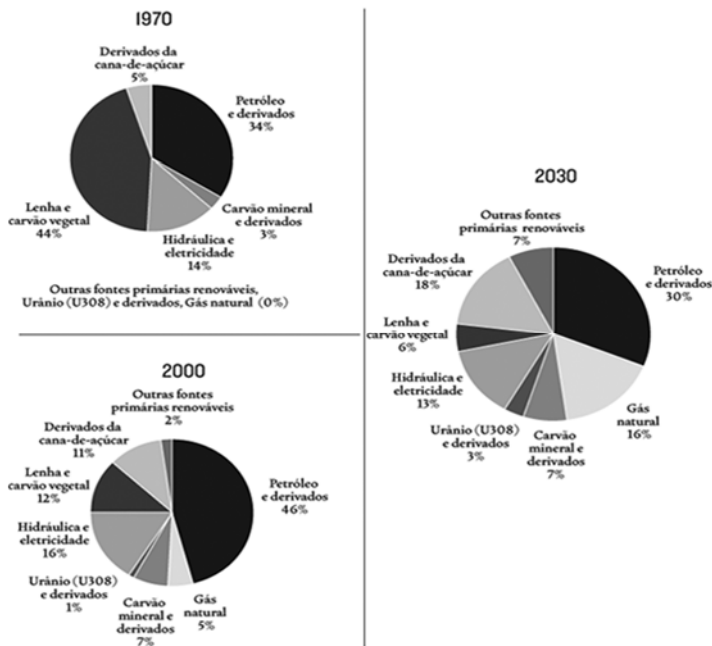 1970
Derivados da
cana-de-açúcar
5%
Petróleo
e derivados
34%
Lenha e
carvão vegetal
44%
Carvão mineral
e derivados
3%
Hidráulica e
eletricidade
14%
Outras fontes primárias renováveis,
Urânio (U308) e derivados, Gás natural (0%)
2000
Outras fontes
primárias renováveis
2%
Derivados da
cana-de-açúcar
11%
Lenha e
carvão vegetal
12%
Petróleo
e derivados
46%
Hidráulica e
eletricidade
16%
Urânio (U308)
e derivados
1%
Carvão
mineral e
derivados
7%
Gás
natural
5%
2030
Outras fontes
primárias renováveis
7%
Derivados da
cana-de-açúcar
18%
Petróleo
e derivados
30%
Lenha e
carvão vegetal
6%
Hidráulica e
eletricidade
13%
Urânio (U308)
e derivados
3%
Carvão
mineral e
derivados
7%
Gás
natural
16%